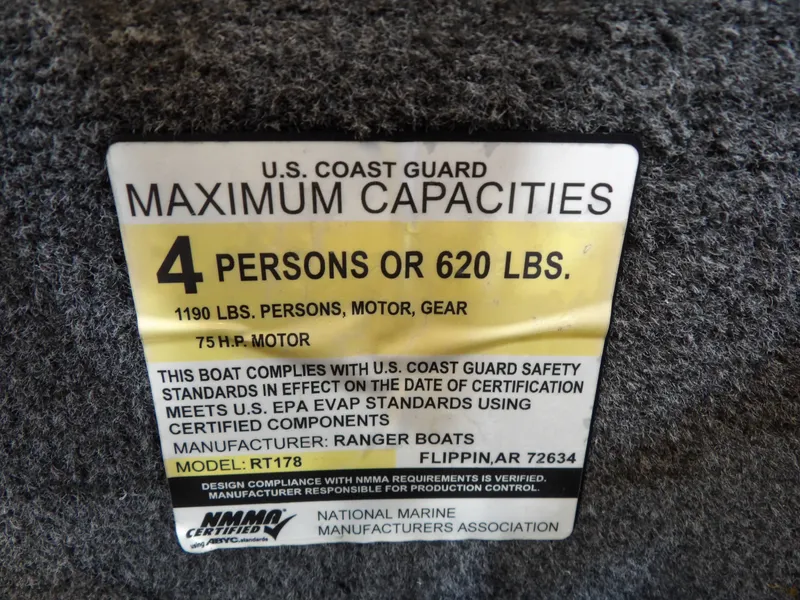 U.S. COAST GUARD
MAXIMUM CAPACITIES
4 PERSONS OR 620 LBS.
1190 LBS. PERSONS, MOTOR, GEAR
75 H.P. MOTOR
THIS BOAT COMPLIES WITH U.S. COAST GUARD SAFETY
STANDARDS IN EFFECT ON THE DATE OF CERTIFICATION
MEETS U.S. EPA EVAP STANDARDS USING
CERTIFIED COMPONENTS
MANUFACTURER: RANGER BOATS
MODEL: RT178 FLIPPIN,AR 72634
DESIGN COMPLIANCE WITH NMMA REQUIREMENTS IS VERIFIED.
MANUFACTURER RESPONSIBLE FOR PRODUCTION CONTROL.
NMMA
CERTIFIED
using ABYC standards
NATIONAL MARINE
MANUFACTURERS ASSOCIATION